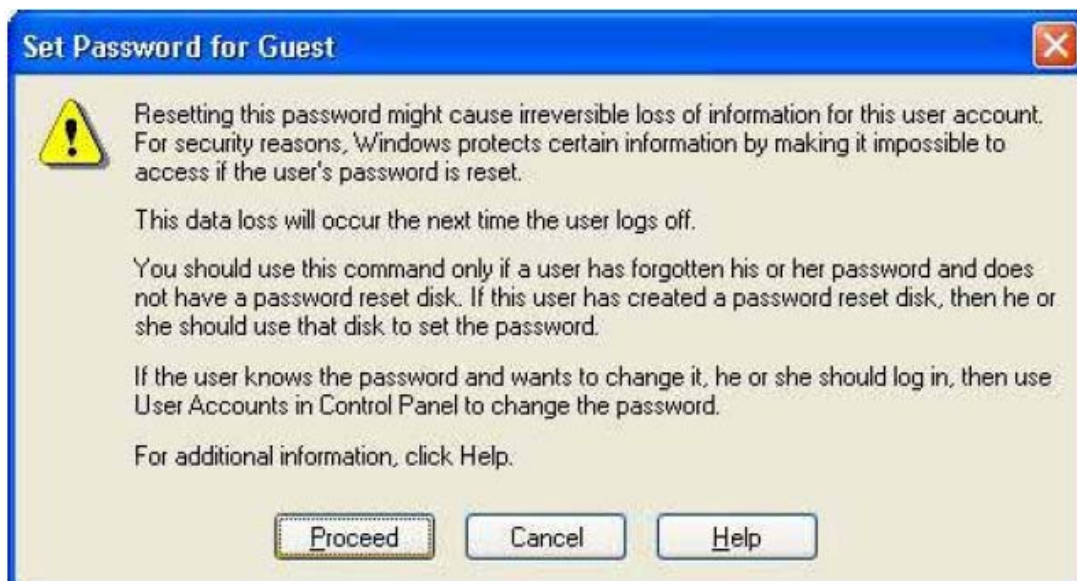 Set Password for Guest
Resetting this password might cause irreversible loss of information for this user account.
For security reasons, Windows protects certain information by making it impossible to
access if the user's password is reset.
This data loss will occur the next time the user logs off.
You should use this command only if a user has forgotten his or her password and does
not have a password reset disk. If this user has created a password reset disk, then he or
she should use that disk to set the password.
If the user knows the password and wants to change it, he or she should log in, then use
User Accounts in Control Panel to change the password.
For additional information, click Help.
Proceed Cancel Help